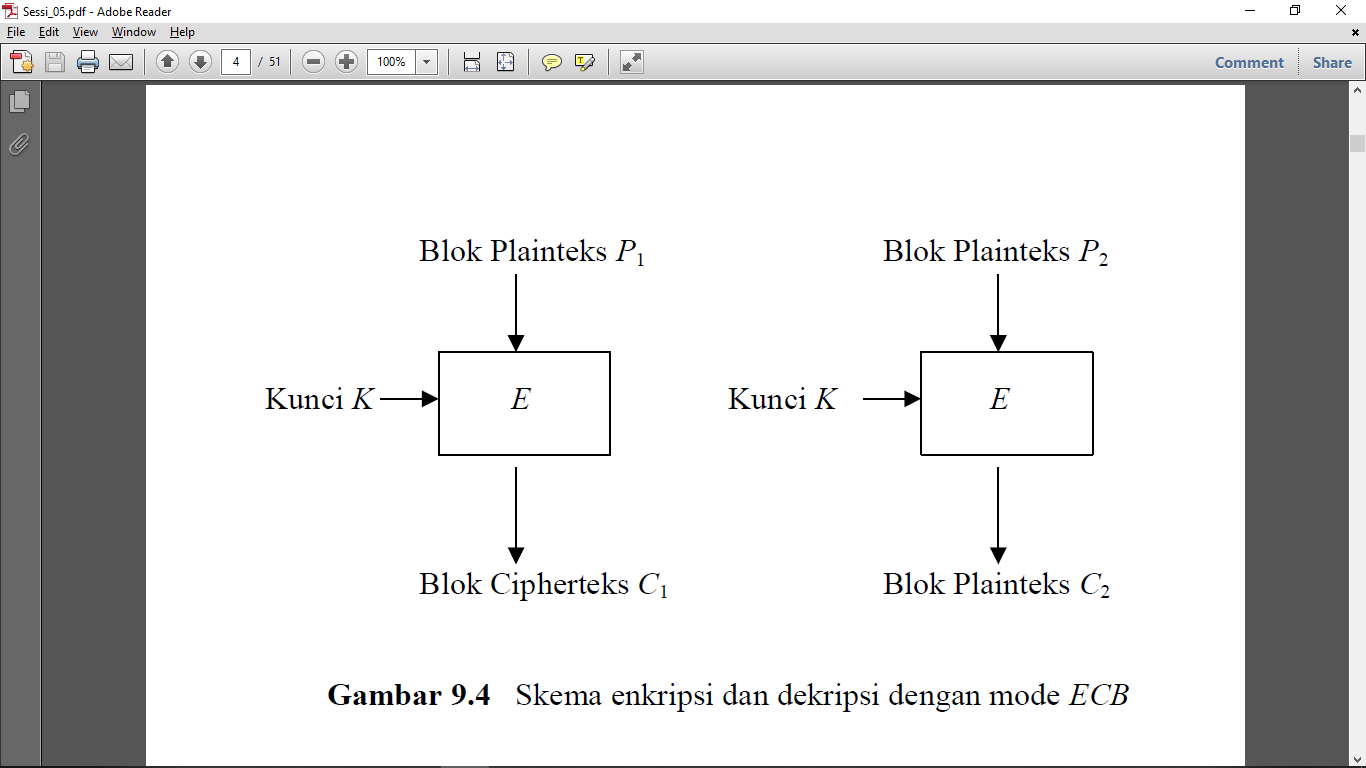 Sessi_05.pdf - Adobe Reader
File Edit View Window Help
4 / 51 100% Comment Share
Blok Plainteks P1 Blok Plainteks P2
Kunci K E Kunci K E
Blok Cipherteks C1 Blok Plainteks C2
Gambar 9.4 Skema enkripsi dan dekripsi dengan mode ECB